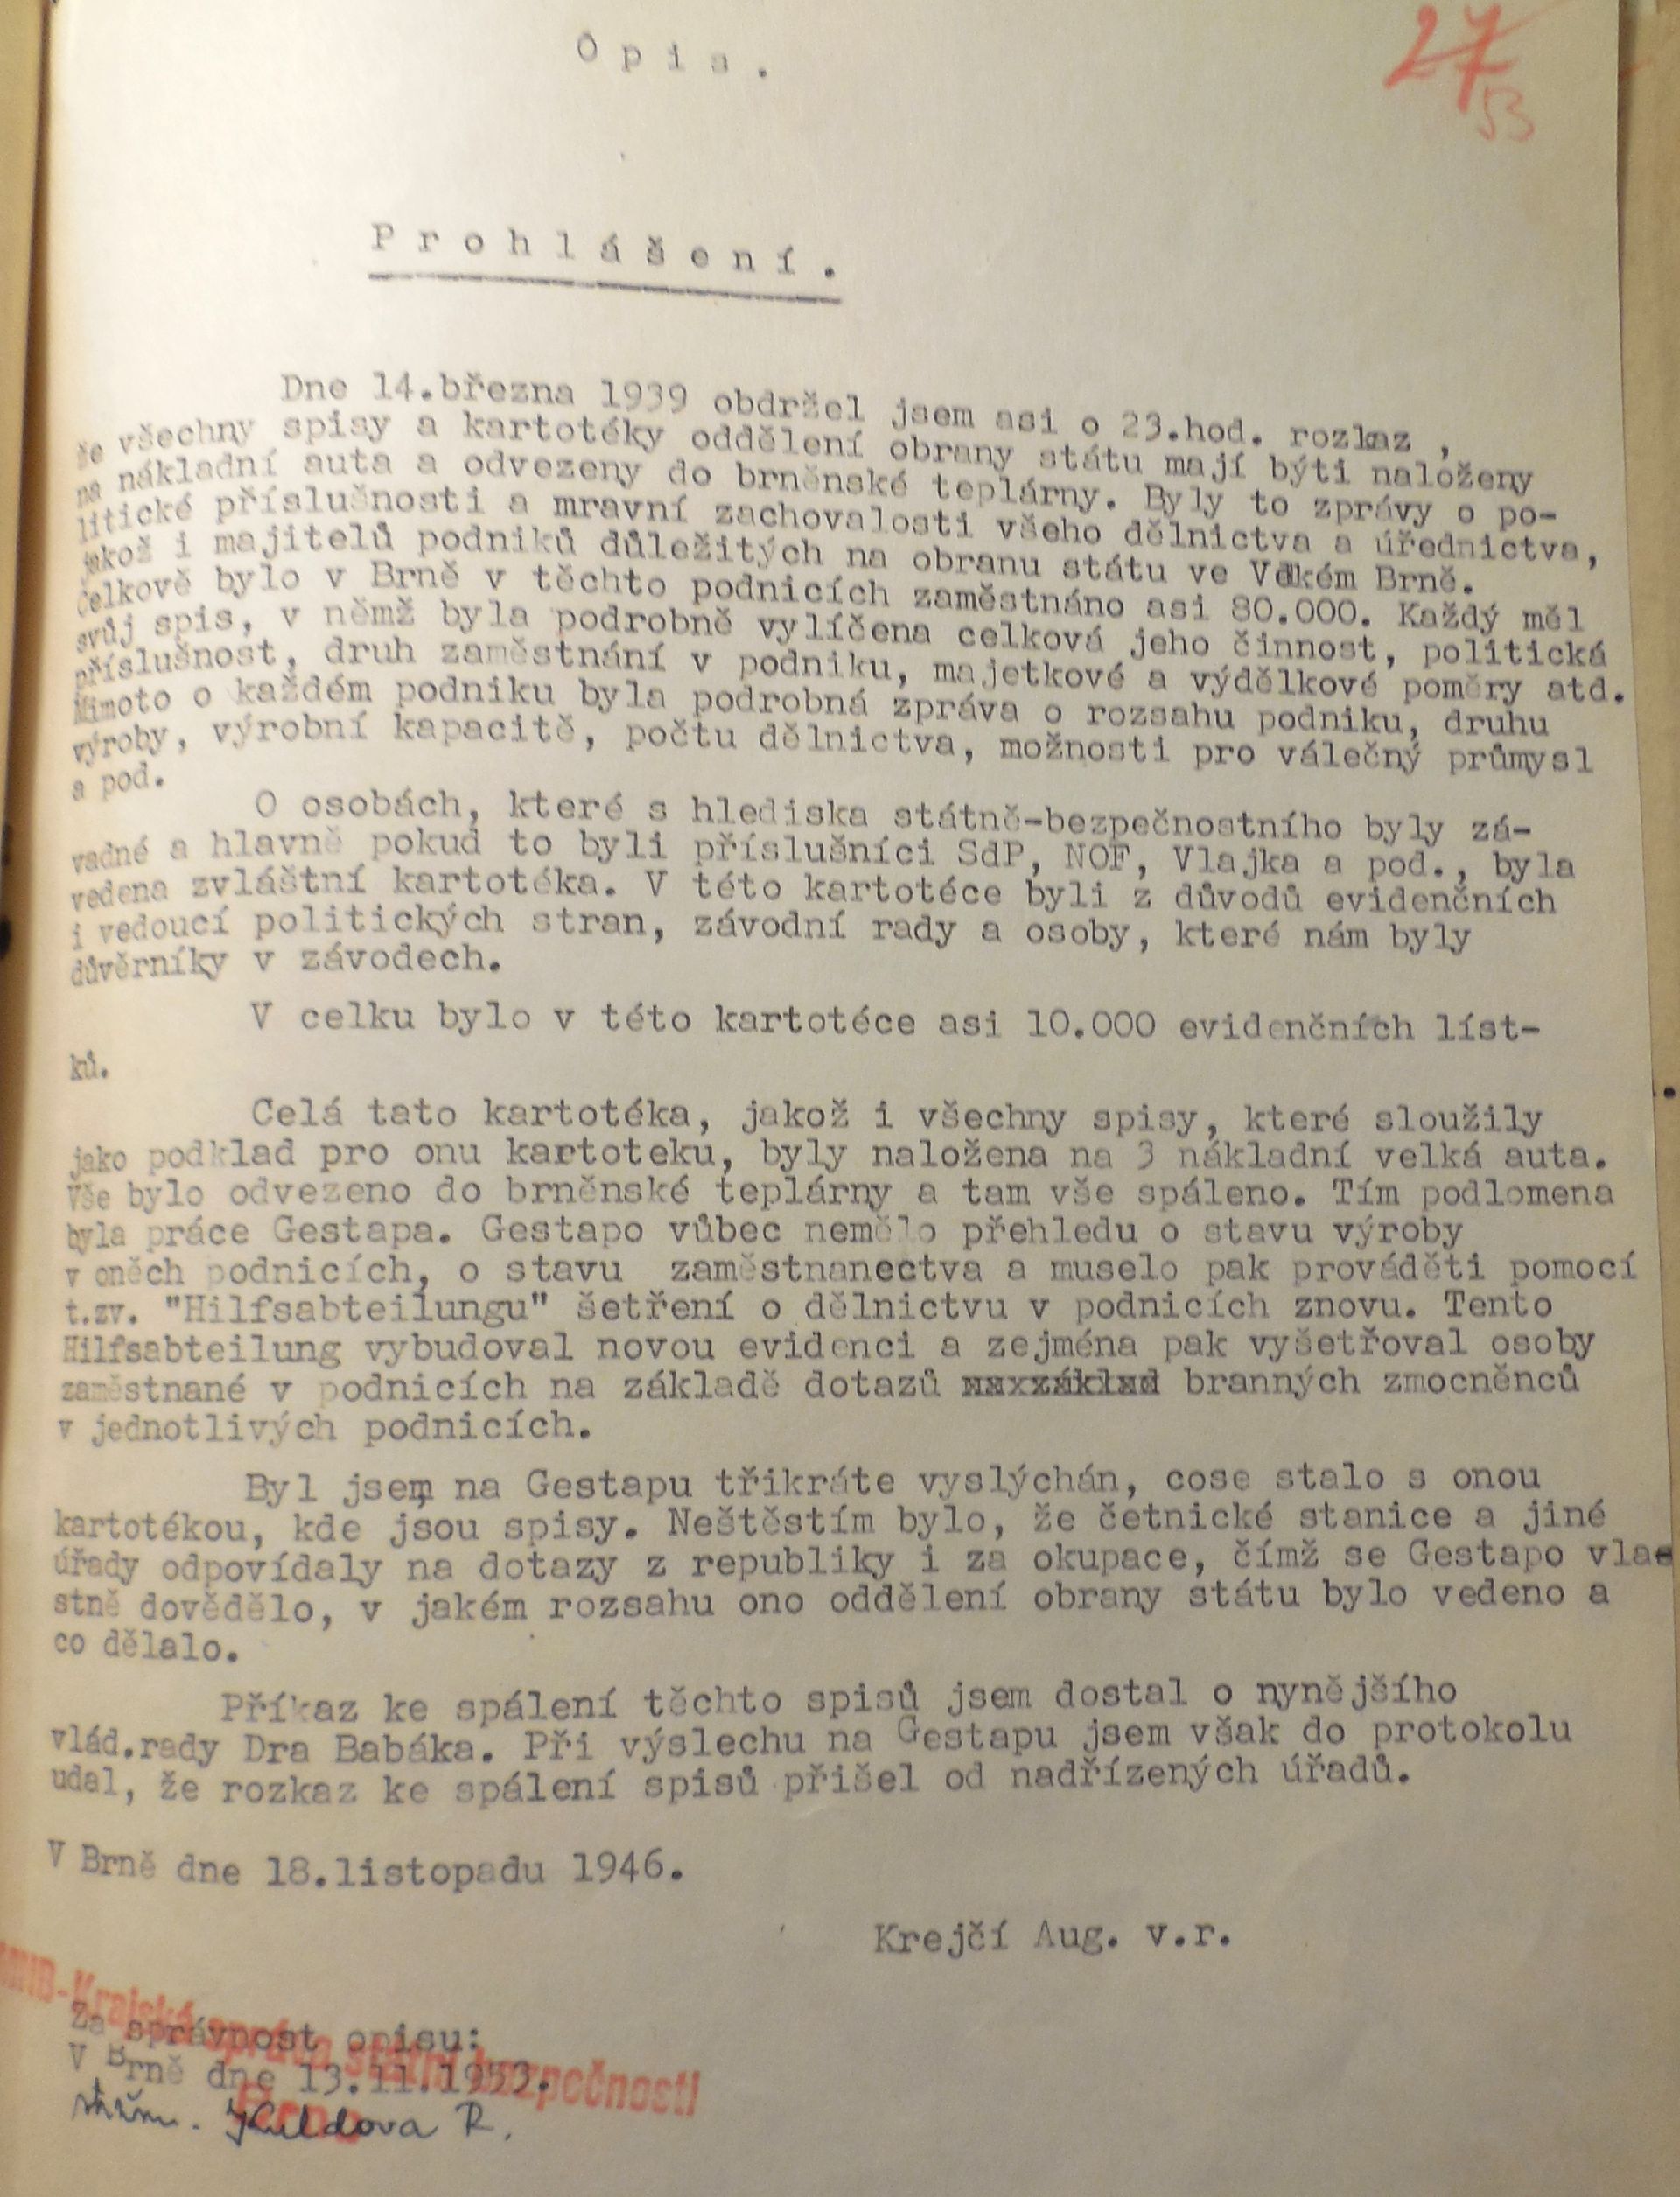 O p i s .
27
53
P r o h l á š e n í .
Dne 14.března 1939 obdržel jsem asi o 23.hod. rozkaz ,
že všechny spisy a kartotéky oddělení obrany státu mají býti naloženy
na nákladní auta a odvezeny do brněnské teplárny. Byly to zprávy o po-
litické příslušnosti a mravní zachovalosti všeho dělnictva a úřednictva,
jakož i majitelů podniků důležitých na obranu státu ve Vdkém Brně.
Celkově bylo v Brně v těchto podnicích zaměstnáno asi 80.000. Každý měl
svůj spis, v němž byla podrobně vylíčena celková jeho činnost, politická
příslušnost, druh zaměstnání v podniku, majetkové a výdělkové poměry atd.
Mimoto o každém podniku byla podrobná zpráva o rozsahu podniku, druhu
výroby, výrobní kapacitě, počtu dělnictva, možnosti pro válečný průmysl
a pod.
O osobách, které s hlediska státně-bezpečnostního byly zá-
vadné a hlavně pokud to byli příslušníci SdP, NOF, Vlajka a pod., byla
vedena zvláštní kartotéka. V této kartotéce byli z důvodů evidenčních
i vedoucí politických stran, závodní rady a osoby, které nám byly
důvěrníky v závodech.
V celku bylo v této kartotéce asi 10.000 evidenčních líst-
ků.
Celá tato kartotéka, jakož i všechny spisy, které sloužily
jako podklad pro onu kartoteku, byly naložena na 3 nákladní velká auta.
Vše bylo odvezeno do brněnské teplárny a tam vše spáleno. Tím podlomena
byla práce Gestapa. Gestapo vůbec nemělo přehledu o stavu výroby
v oněch podnicích, o stavu zaměstnanectva a muselo pak prováděti pomocí
t.zv. "Hilfsabteilungu" šetření o dělnictvu v podnicích znovu. Tento
Hilfsabteilung vybudoval novou evidenci a zejména pak vyšetřoval osoby
zaměstnané v podnicích na základě dotazů branných zmocněnců
v jednotlivých podnicích.
Byl jsem na Gestapu třikráte vyslýchán, cose stalo s onou
kartotékou, kde jsou spisy. Neštěstím bylo, že četnické stanice a jiné
úřady odpovídaly na dotazy z republiky i za okupace, čímž se Gestapo vla-
stně dovědělo, v jakém rozsahu ono oddělení obrany státu bylo vedeno a
co dělalo.
Příkaz ke spálení těchto spisů jsem dostal o nynějšího
vlád.rady Dra Babáka. Při výslechu na Gestapu jsem však do protokolu
udal, že rozkaz ke spálení spisů přišel od nadřízených úřadů.
V Brně dne 18.listopadu 1946.
Krejčí Aug. v.r.
Krajská správa státní bezpečnosti
Brno
Za správnost opisu:
V Brně dne 13.11.1953.
Kuldova R.